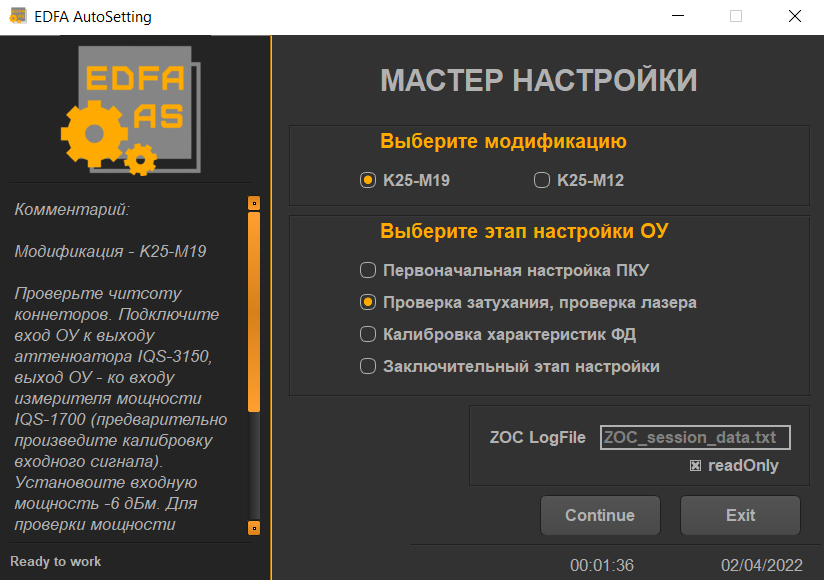 EDFA AutoSetting
EDFA
AS
МАСТЕР НАСТРОЙКИ
Выберите модификацию
K25-M19
K25-M12
Выберите этап настройки ОУ
Первоначальная настройка ПКУ
Проверка затухания, проверка лазера
Калибровка характеристик ФД
Заключительный этап настройки
Комментарий:
Модификация - K25-M19
Проверьте читсоту
коннеторов. Подключите
вход ОУ к выходу
аттенюатора IQS-3150,
выход ОУ - ко входу
измерителя мощности
IQS-1700 (предварительно
произведите калибровку
входного сигнала).
Установоите входную
мощность -6 дБм. Для
проверки мощности
ZOC LogFile
ZOC_session_data.txt
readOnly
Continue
Exit
Ready to work
00:01:36
02/04/2022